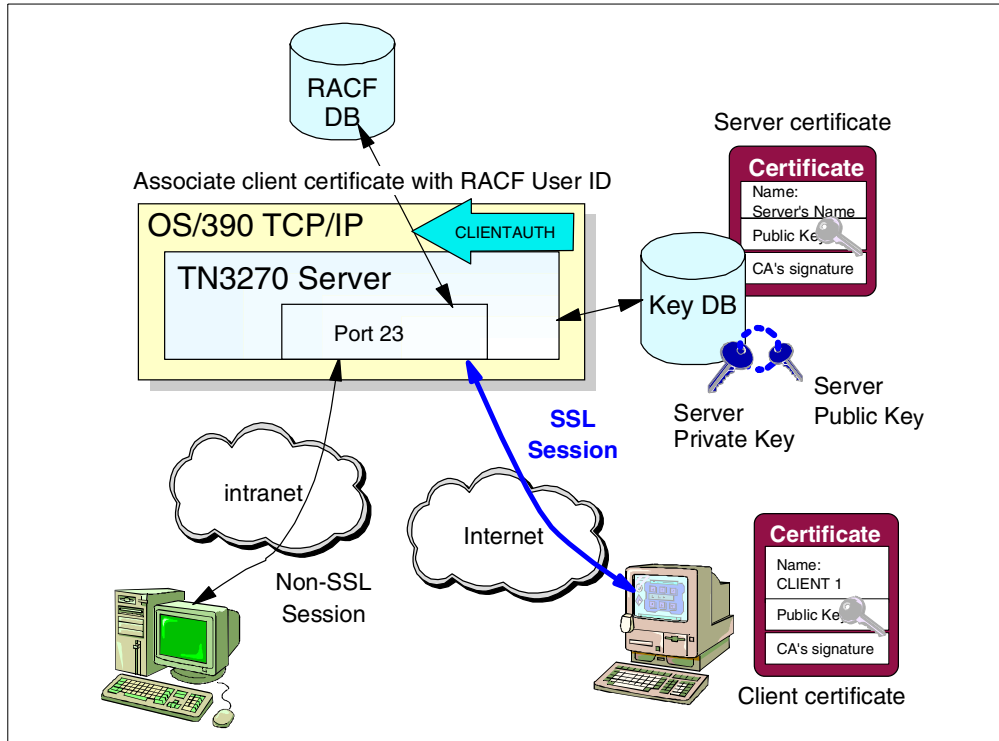 RACF
DB
Server certificate
Certificate
Name:
Server's Name
Public Key
CA's signature
Associate client certificate with RACF User ID
OS/390 TCP/IP
CLIENTAUTH
TN3270 Server
Port 23
Key DB
Server
Private Key
Server
Public Key
SSL
Session
intranet
Internet
Non-SSL
Session
Certificate
Name:
CLIENT 1
Public Key
CA's signature
Client certificate